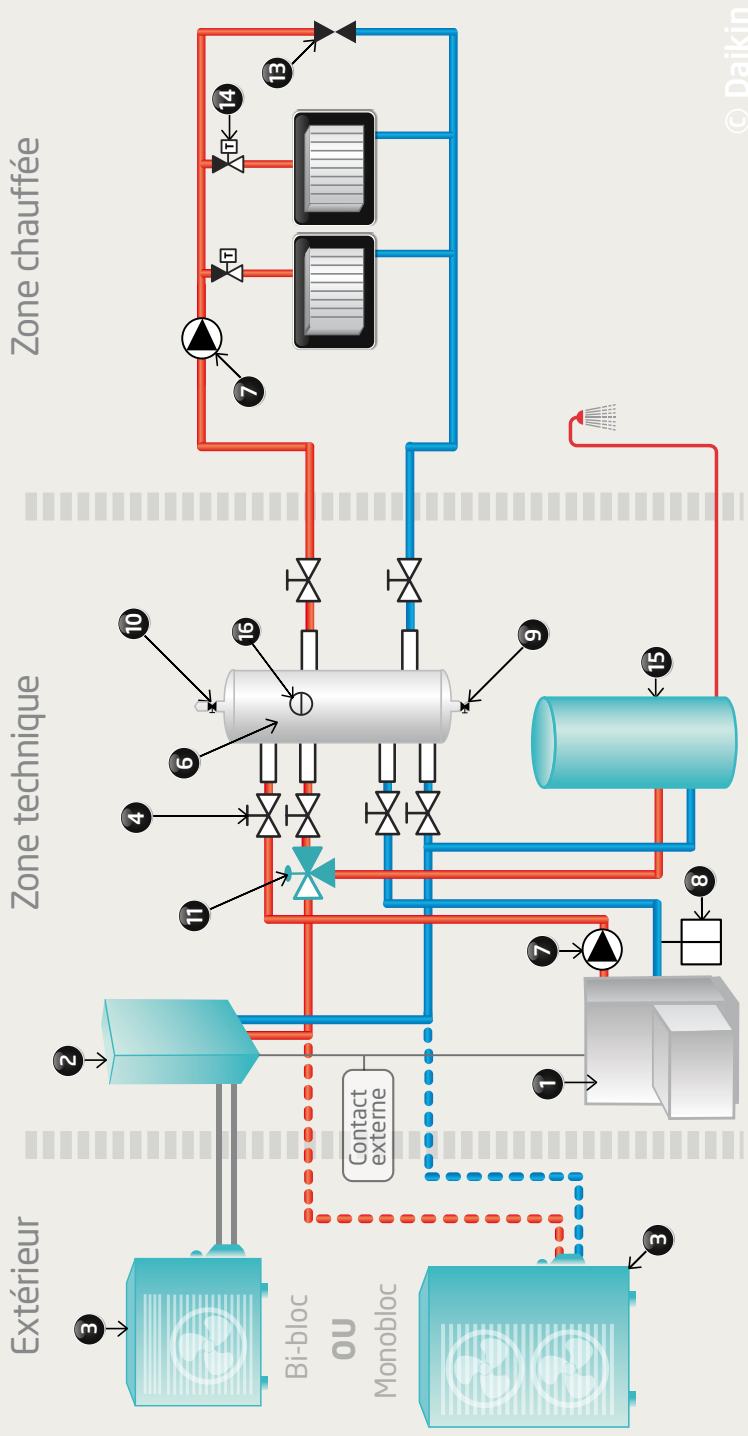 Extérieur
Zone technique
Zone chauffée
3
Bi-bloc
OU
Monobloc
3
2
Contact
externe
1
7
8
11
4
6
10
16
9
15
7
14
13
T
T
© Daikin